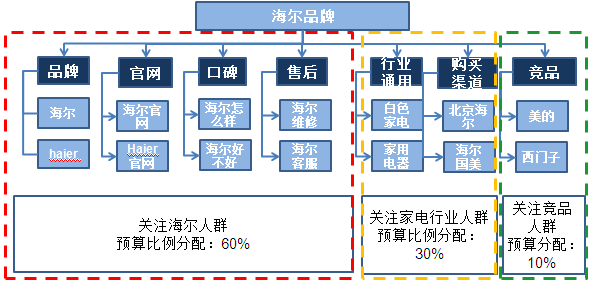 海尔品牌
品牌
官网
口碑
售后
行业
通用
购买
渠道
竞品
海尔
海尔官
网
海尔怎
么样
海尔
维修
白色
家电
北京海
尔
美的
haier
Haier
官网
海尔好
不好
海尔
客服
家用
电器
海尔
国美
西门子
关注海尔人群
预算比例分配：60%
关注家电行业人群
预算比例分配：
30%
关注竞品
人群
预算分配：
10%